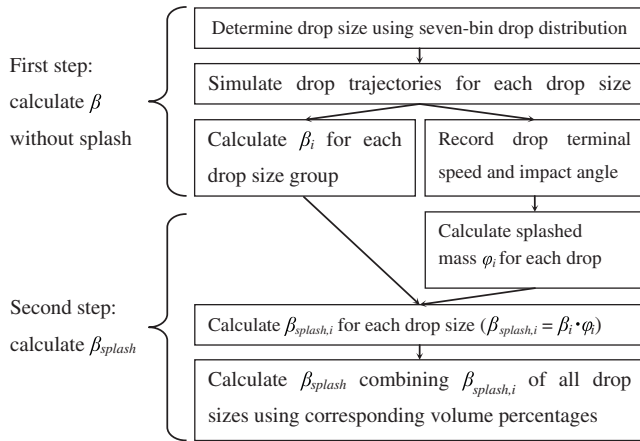 Determine drop size using seven-bin drop distribution
First step:
calculate β
without splash
Simulate drop trajectories for each drop size
Calculate βi for each
drop size group
Record drop terminal
speed and impact angle
Calculate splashed
mass φi for each drop
Second step:
calculate βsplash
Calculate βsplash,i for each drop size (βsplash,i = βi·φi)
Calculate βsplash combining βsplash,i of all drop
sizes using corresponding volume percentages